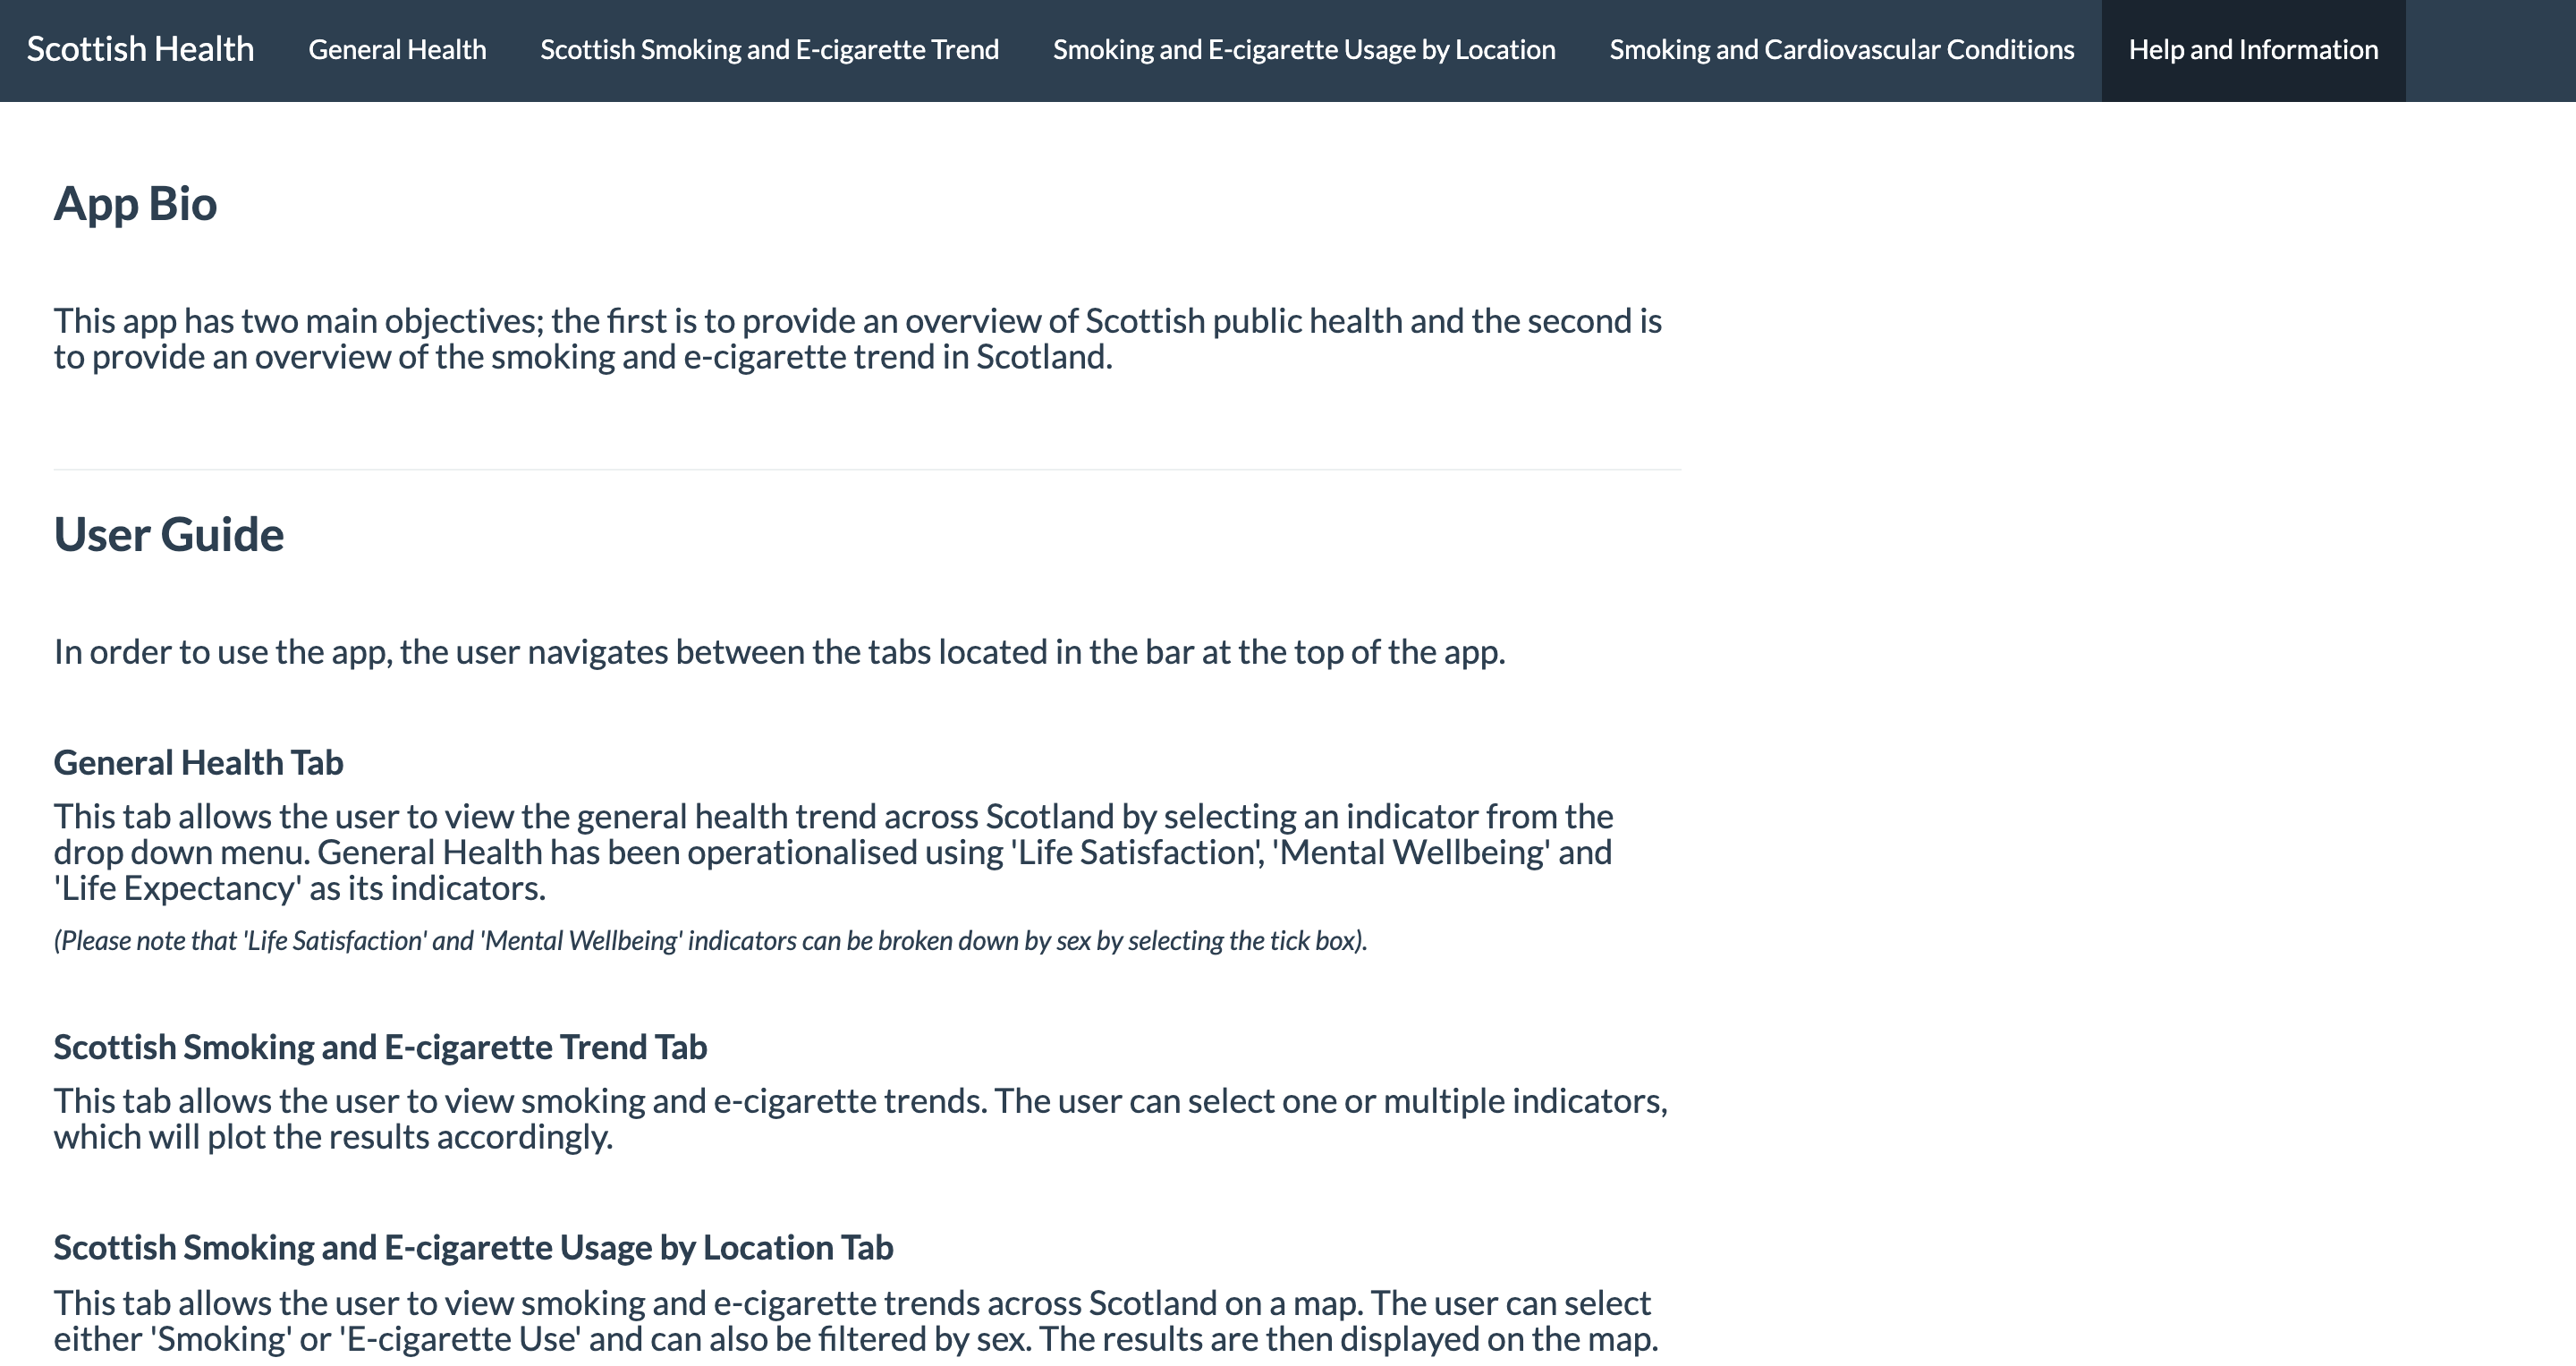 Scottish Health General Health Scottish Smoking and E-cigarette Trend Smoking and E-cigarette Usage by Location Smoking and Cardiovascular Conditions Help and Information
App Bio
This app has two main objectives; the first is to provide an overview of Scottish public health and the second is
to provide an overview of the smoking and e-cigarette trend in Scotland.
User Guide
In order to use the app, the user navigates between the tabs located in the bar at the top of the app.
General Health Tab
This tab allows the user to view the general health trend across Scotland by selecting an indicator from the
drop down menu. General Health has been operationalised using 'Life Satisfaction', 'Mental Wellbeing' and
'Life Expectancy' as its indicators.
(Please note that 'Life Satisfaction' and 'Mental Wellbeing' indicators can be broken down by sex by selecting the tick box).
Scottish Smoking and E-cigarette Trend Tab
This tab allows the user to view smoking and e-cigarette trends. The user can select one or multiple indicators,
which will plot the results accordingly.
Scottish Smoking and E-cigarette Usage by Location Tab
This tab allows the user to view smoking and e-cigarette trends across Scotland on a map. The user can select
either 'Smoking' or 'E-cigarette Use' and can also be filtered by sex. The results are then displayed on the map.